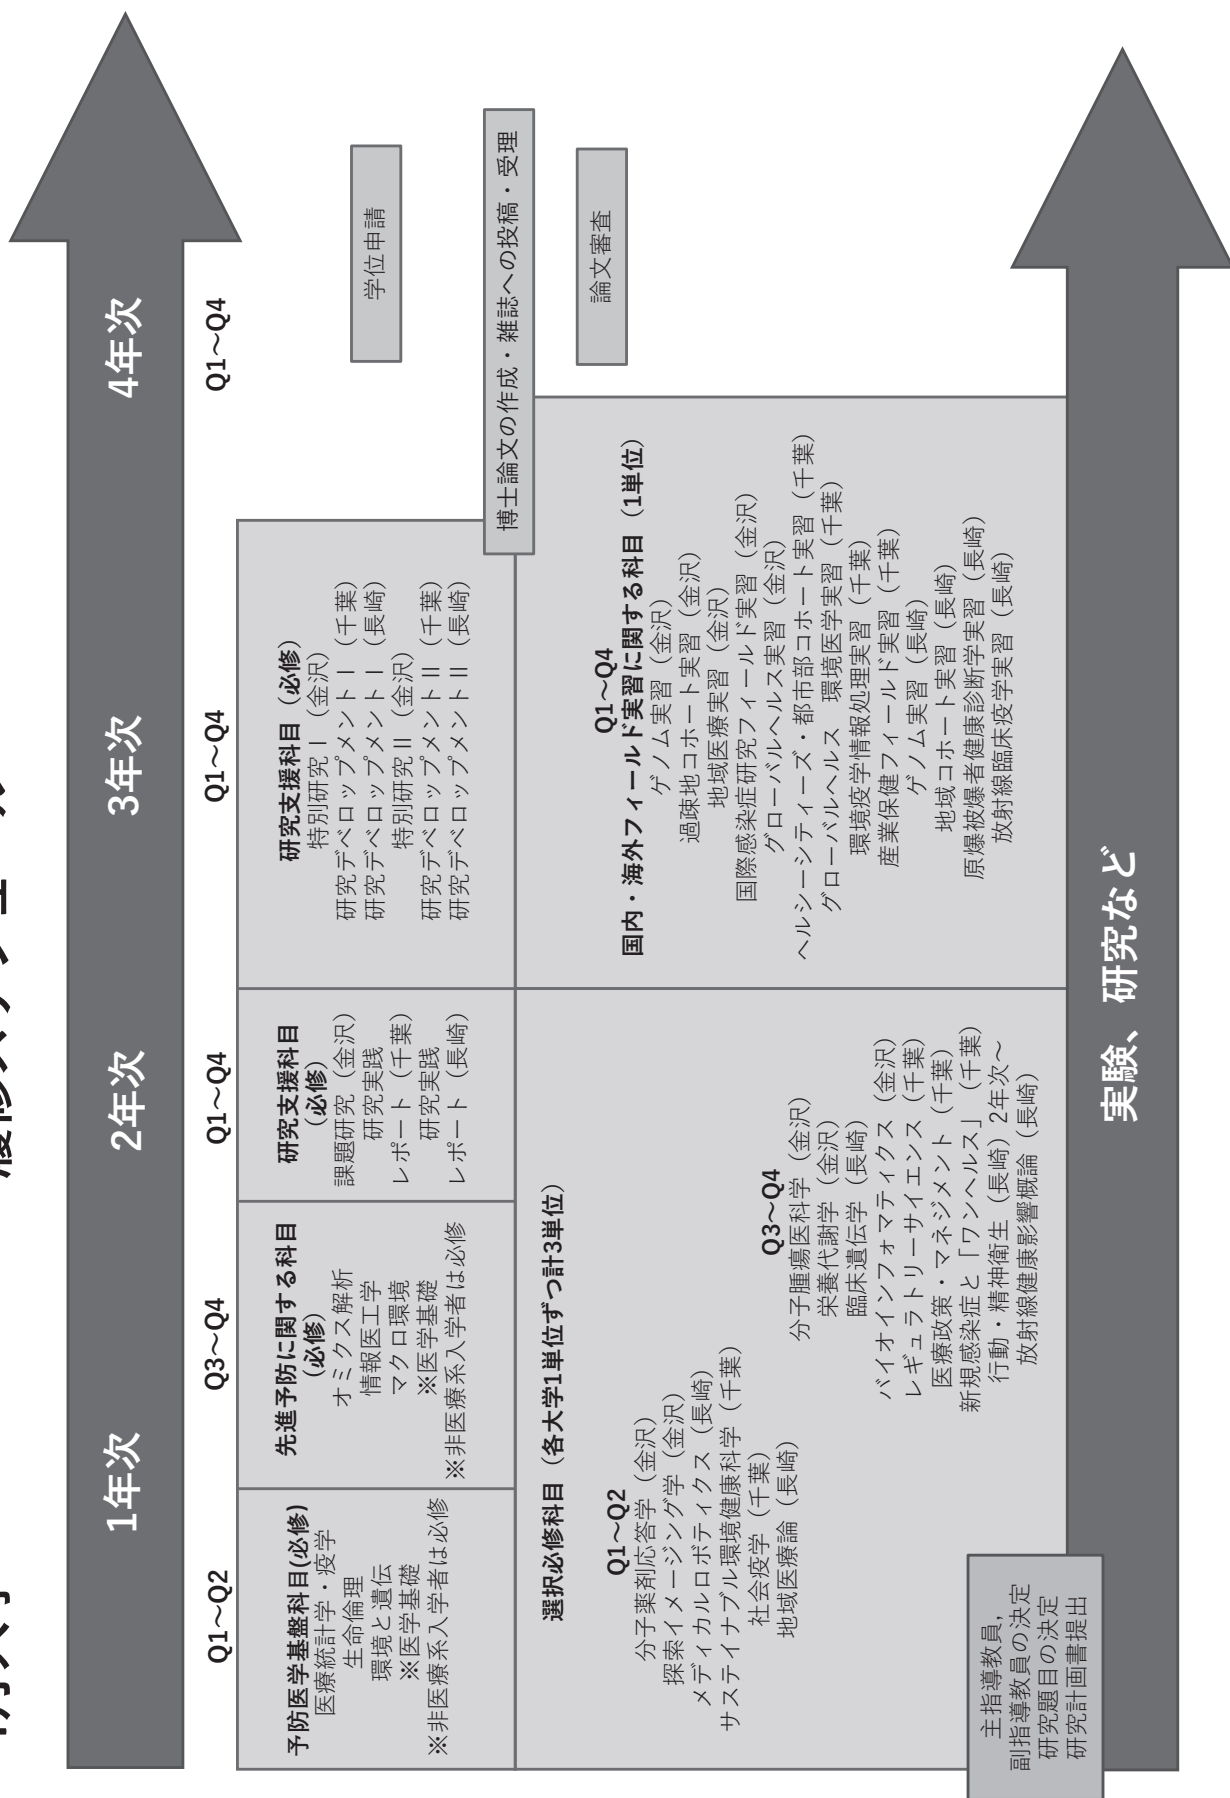 履修スケジュール
1年次
2年次
3年次
4年次
Q1～Q2
Q3～Q4
Q1～Q4
Q1～Q4
Q1～Q4
予防医学基盤科目(必修)
医療統計学・疫学
生命倫理
環境と遺伝
※医学基礎
※非医療系入学者は必修
先進予防に関する科目
(必修)
オミクス解析
情報医工学
マクロ環境
※医学基礎
※非医療系入学者は必修
研究支援科目
(必修)
課題研究（金沢）
研究実践
レポート（千葉）
研究実践
レポート（長崎）
研究支援科目（必修）
特別研究Ⅰ（金沢）
研究デベロップメントⅠ（千葉）
研究デベロップメントⅠ（長崎）
特別研究Ⅱ（金沢）
研究デベロップメントⅡ（千葉）
研究デベロップメントⅡ（長崎）
学位申請
博士論文の作成・雑誌への投稿・受理
論文審査
選択必修科目（各大学1単位ずつ計3単位）
Q1～Q2
分子薬剤応答学（金沢）
探索イメージング学（金沢）
メディカルロボティクス（長崎）
サステイナブル環境健康科学（千葉）
社会疫学（千葉）
地域医療論（長崎）
Q3～Q4
分子腫瘍医科学（金沢）
栄養代謝学（金沢）
臨床遺伝学（長崎）
バイオインフォマティクス（金沢）
レギュラトリーサイエンス（千葉）
医療政策・マネジメント（千葉）
新規感染症と「ワンヘルス」（千葉）
行動・精神衛生（長崎）2年次～
放射線健康影響概論（長崎）
Q1～Q4
国内・海外フィールド実習に関する科目（1単位）
ゲノム実習（金沢）
過疎地コホート実習（金沢）
地域医療実習（金沢）
国際感染症研究フィールド実習（金沢）
グローバルヘルス実習（金沢）
ヘルシーシティーズ・都市部コホート実習（千葉）
グローバルヘルス　環境医学実習（千葉）
環境疫学情報処理実習（千葉）
産業保健フィールド実習（千葉）
ゲノム実習（長崎）
地域コホート実習（長崎）
原爆被爆者健康診断学実習（長崎）
放射線臨床疫学実習（長崎）
主指導教員,
副指導教員の決定
研究題目の決定
研究計画書提出
実験、研究など